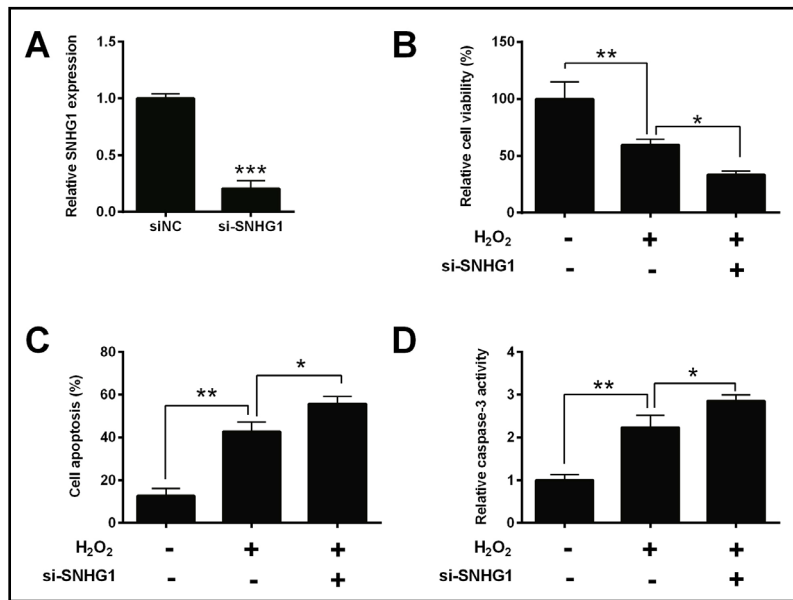 A
Relative SNHG1 expression
1.5
1.0
0.5
0.0
***
siNC si-SNHG1
B
Relative cell viability (%)
150
100
50
0
**
*
H₂O₂ - + +
si-SNHG1 - - +
C
Cell apoptosis (%)
80
60
40
20
0
**
*
H₂O₂ - + +
si-SNHG1 - - +
D
Relative caspase-3 activity
4
3
2
1
0
**
*
H₂O₂ - + +
si-SNHG1 - - +